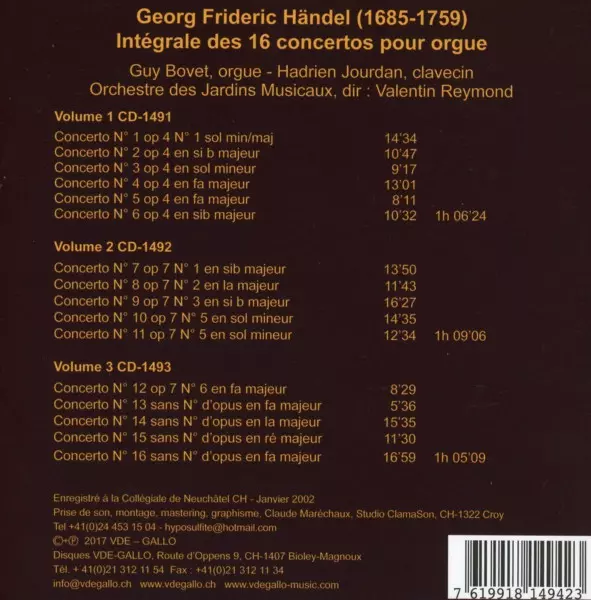 Georg Frideric Händel (1685-1759)
Intégrale des 16 concertos pour orgue
Guy Bovet, orgue - Hadrien Jourdan, clavecin
Orchestre des Jardins Musicaux, dir : Valentin Reymond
Volume 1 CD-1491
Concerto N° 1 op 4 N° 1 sol min/maj 14'34
Concerto N° 2 op 4 en si b majeur 10'47
Concerto N° 3 op 4 en sol mineur 9'17
Concerto N° 4 op 4 en fa majeur 13'01
Concerto N° 5 op 4 en fa majeur 8'11
Concerto N° 6 op 4 en sib majeur 10'32 1h 06'24
Volume 2 CD-1492
Concerto N° 7 op 7 N° 1 en sib majeur 13'50
Concerto N° 8 op 7 N° 2 en la majeur 11'43
Concerto N° 9 op 7 N° 3 en si b majeur 16'27
Concerto N° 10 op 7 N° 5 en sol mineur 14'35
Concerto N° 11 op 7 N° 5 en sol mineur 12'34 1h 09'06
Volume 3 CD-1493
Concerto N° 12 op 7 N° 6 en fa majeur 8'29
Concerto N° 13 sans N° d'opus en fa majeur 5'36
Concerto N° 14 sans N° d'opus en la majeur 15'35
Concerto N° 15 sans N° d'opus en ré majeur 11'30
Concerto N° 16 sans N° d'opus en fa majeur 16'59 1h 05'09
Enregistré à la Collégiale de Neuchâtel CH - Janvier 2002
Prise de son, montage, mastering, graphisme: Claude Maréchaux, Studio ClamaSon, CH-1322 Croy
Tel +41(0)24 453 15 04 - hyposulfite@hotmail.com
©+℗ 2017 VDE – GALLO
Disques VDE-GALLO, Route d'Oppens 9, CH-1407 Bioley-Magnoux
Tél. + 41 (0)21 312 11 54 Fax : +41 (0)21 312 11 34
info@vdegallo.ch www.vdegallo.ch - www.vdegallo-music.com
7 619918 149423